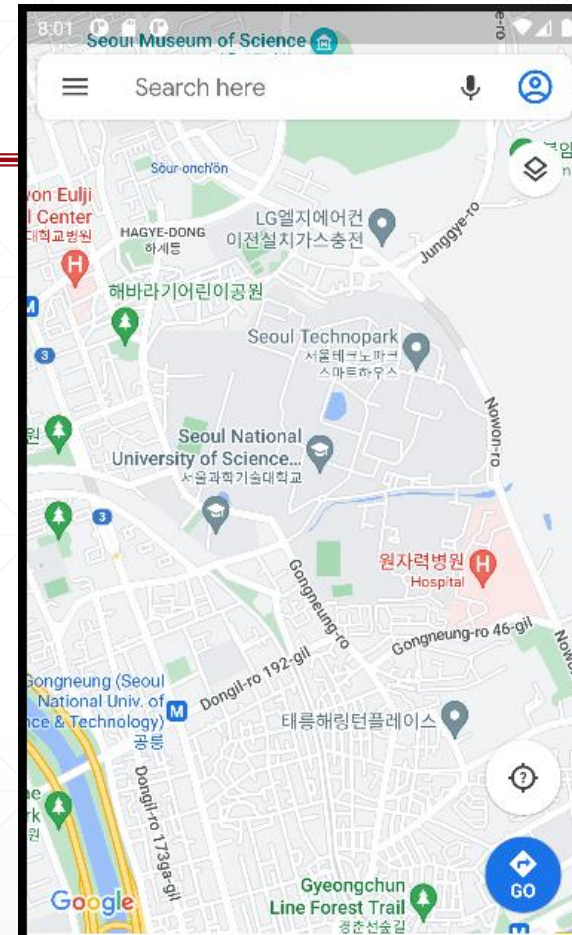 8:01
Seoul Museum of Science
Search here
Sŏur-onch'ŏn
von Eulji
l Center
대학교병원
HAGYE-DONG
하계동
LG엘지에어컨
이전설치가스충전
Junggye-ro
H
해바라기어린이공원
3
Seoul Technopark
서울테크노파크
스마트하우스
Nowon-ro
원
Seoul National
University of Science...
서울과학기술대학교
3
원자력병원
Hospital
H
Gongneung-ro
Gongneung-ro 46-gil
Dongil-ro 192-gil
Gongneung (Seoul
National Univ. of
nce & Technology)
공릉
M
태릉해링턴플레이스
Dongil-ro 173ga-gil
Google
Gyeongchun
Line Forest Trail
경춘선숲길
GO